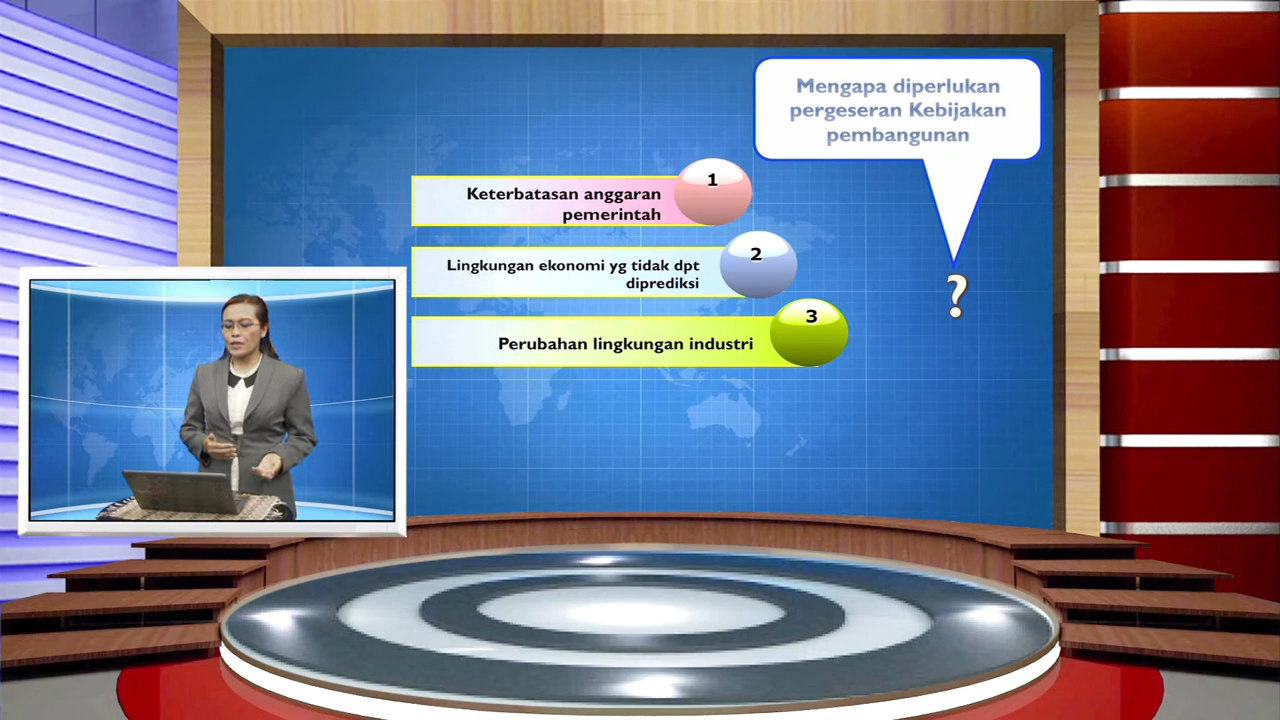 Mengapa diperlukan
pergeseran Kebijakan
pembangunan
?
1
Keterbatasan anggaran
pemerintah
2
Lingkungan ekonomi yg tidak dpt
diprediksi
3
Perubahan lingkungan industri